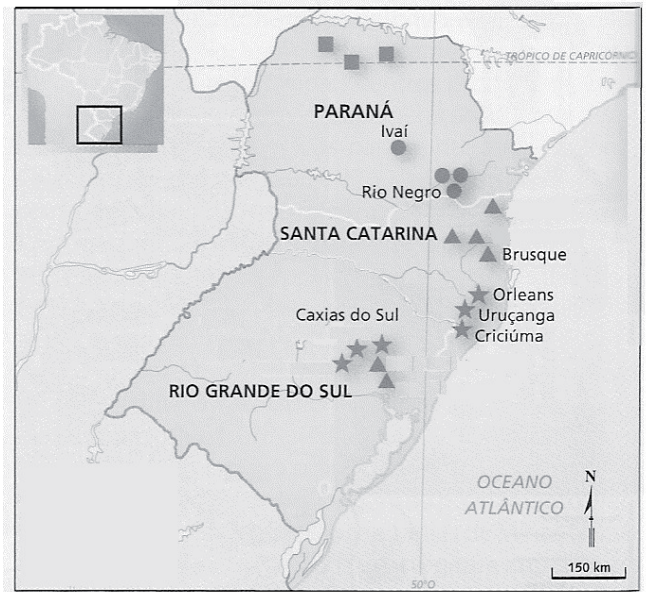 TRÓPICO DE CAPRICÓRNIO
PARANÁ
Ivaí
Rio Negro
SANTA CATARINA
Brusque
Orleans
Caxias do Sul
Uruçanga
Criciúma
RIO GRANDE DO SUL
OCEANO
ATLÂNTICO
N
150 km
50°O